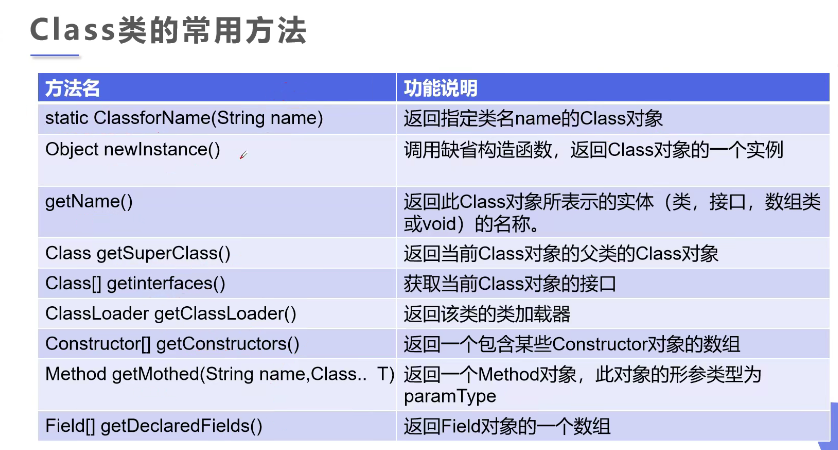 Class类的常用方法
方法名
功能说明
static ClassforName(String name)
返回指定类名name的Class对象
Object newInstance()
调用缺省构造函数，返回Class对象的一个实例
getName()
返回此Class对象所表示的实体（类，接口，数组类
或void）的名称。
Class getSuperClass()
返回当前Class对象的父类的Class对象
Class[] getinterfaces()
获取当前Class对象的接口
ClassLoader getClassLoader()
返回该类的类加载器
Constructor[] getConstructors()
返回一个包含某些Constructor对象的数组
Method getMothed(String name,Class.. T)
返回一个Method对象，此对象的形参类型为
paramType
Field[] getDeclaredFields()
返回Field对象的一个数组